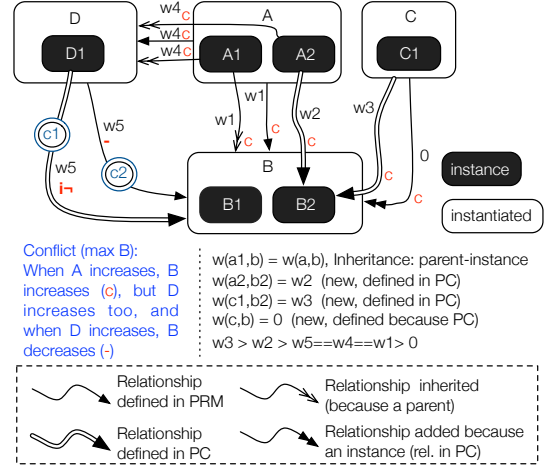 D
w4 c
A
C
D1
w4 c
A1
A2
C1
w4 c
w1
w1
w2
w3
c1
w5
c
c
c
0
w5
-
c2
i¬
B
c
c
instance
B1
B2
instantiated
Conflict (max B):
When A increases, B
increases (c), but D
increases too, and
when D increases, B
decreases (-)
w(a1,b) = w(a,b), Inheritance: parent-instance
w(a2,b2) = w2 (new, defined in PC)
w(c1,b2) = w3 (new, defined in PC)
w(c,b) = 0 (new, defined because PC)
w3 > w2 > w5==w4==w1> 0
Relationship
defined in PRM
Relationship inherited
(because a parent)
Relationship
defined in PC
Relationship added because
an instance (rel. in PC)